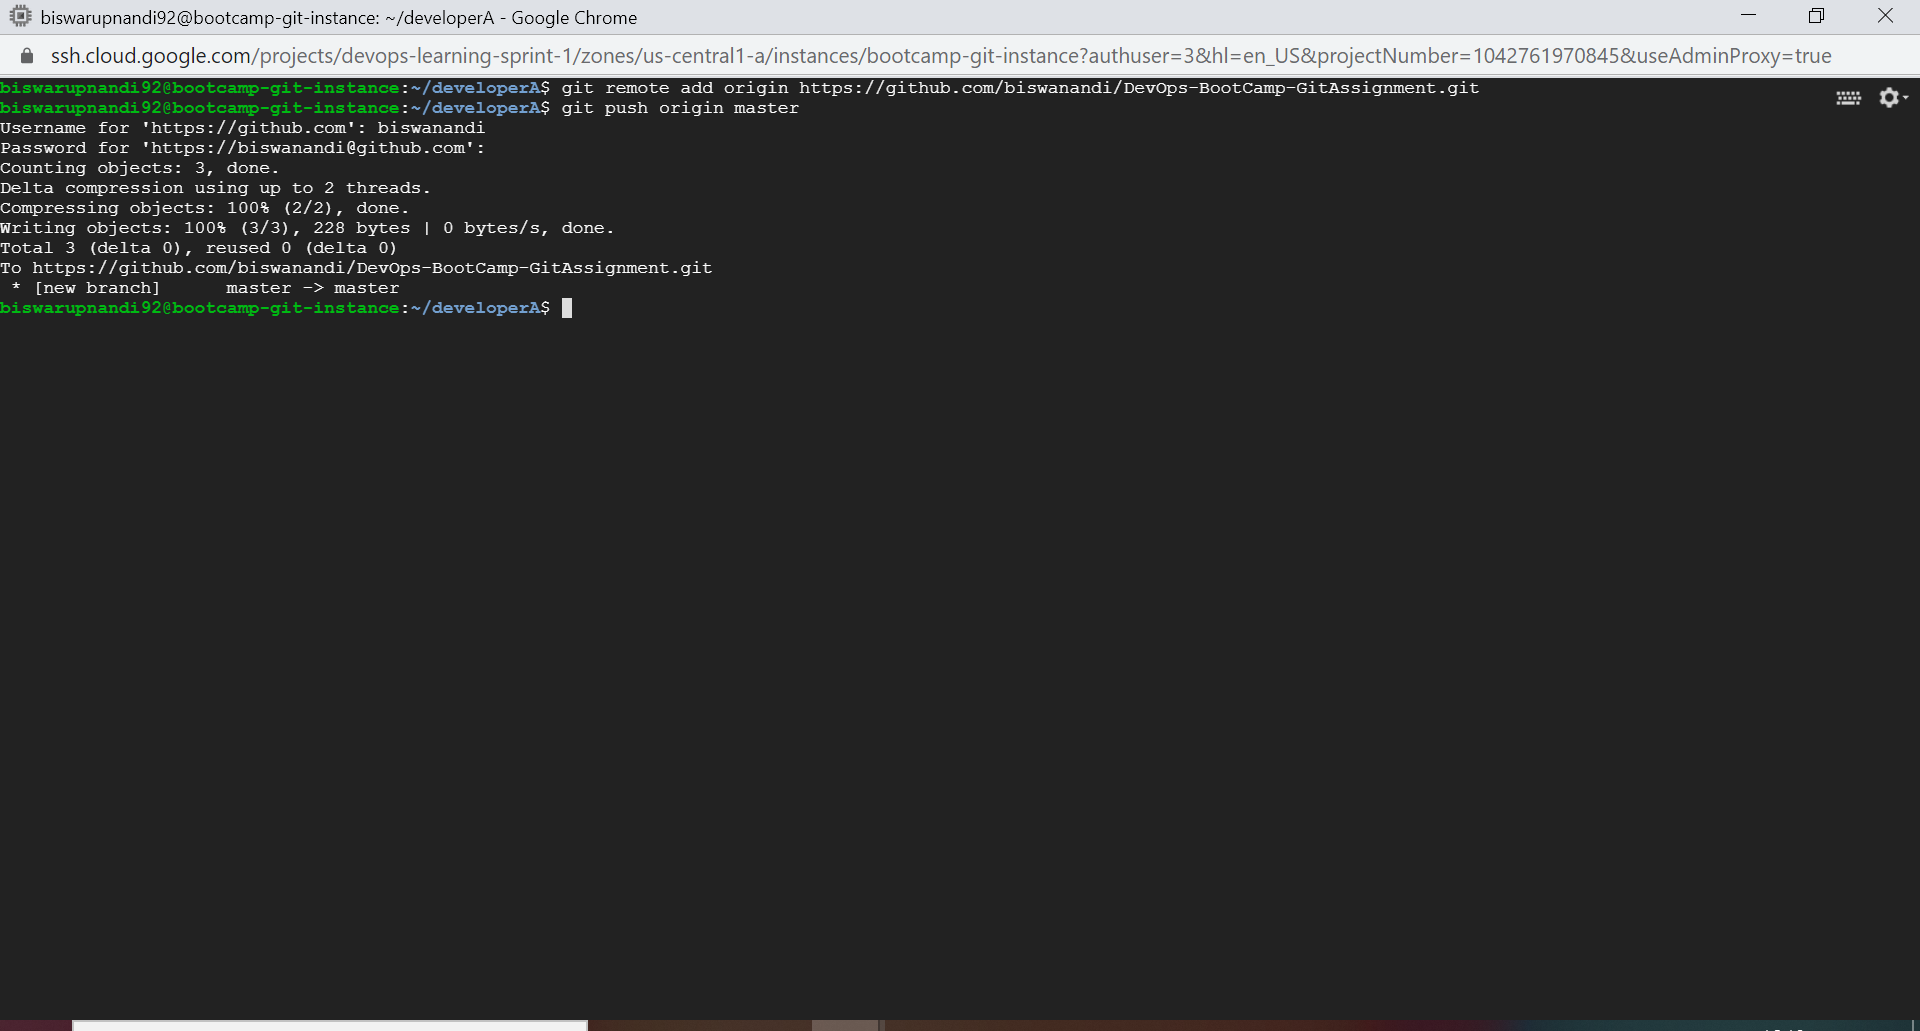 biswarupnandi92@bootcamp-git-instance: ~/developerA - Google Chrome
ssh.cloud.google.com/projects/devops-learning-sprint-1/zones/us-central1-a/instances/bootcamp-git-instance?authuser=3&hl=en_US&projectNumber=1042761970845&useAdminProxy=true
biswarupnandi92@bootcamp-git-instance:~/developerA$ git remote add origin https://github.com/biswanandi/DevOps-BootCamp-GitAssignment.git
biswarupnandi92@bootcamp-git-instance:~/developerA$ git push origin master
Username for 'https://github.com': biswanandi
Password for 'https://biswanandi@github.com':
Counting objects: 3, done.
Delta compression using up to 2 threads.
Compressing objects: 100% (2/2), done.
Writing objects: 100% (3/3), 228 bytes | 0 bytes/s, done.
Total 3 (delta 0), reused 0 (delta 0)
To https://github.com/biswanandi/DevOps-BootCamp-GitAssignment.git
 * [new branch]      master -> master
biswarupnandi92@bootcamp-git-instance:~/developerA$